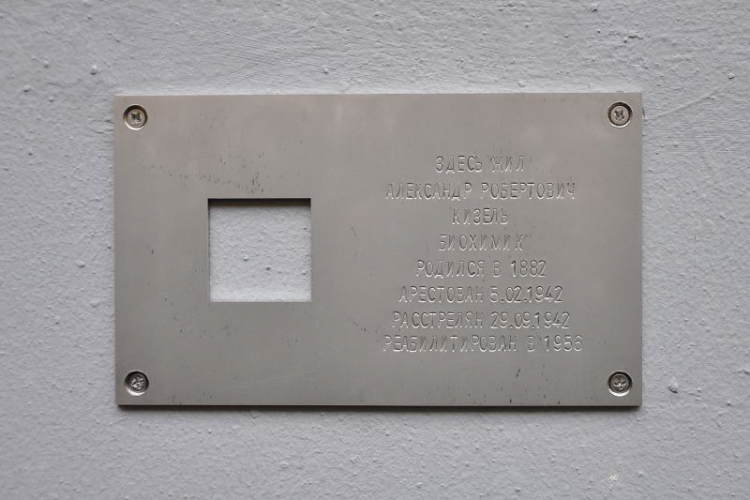 ЗДЕСЬ ЖИЛ
АЛЕКСАНДР РОБЕРТОВИЧ
КИЗЕЛЬ
БИОХИМИК
РОДИЛСЯ В 1882
АРЕСТОВАН 5.02.1942
РАССТРЕЛЯН 29.09.1942
РЕАБИЛИТИРОВАН В 1956